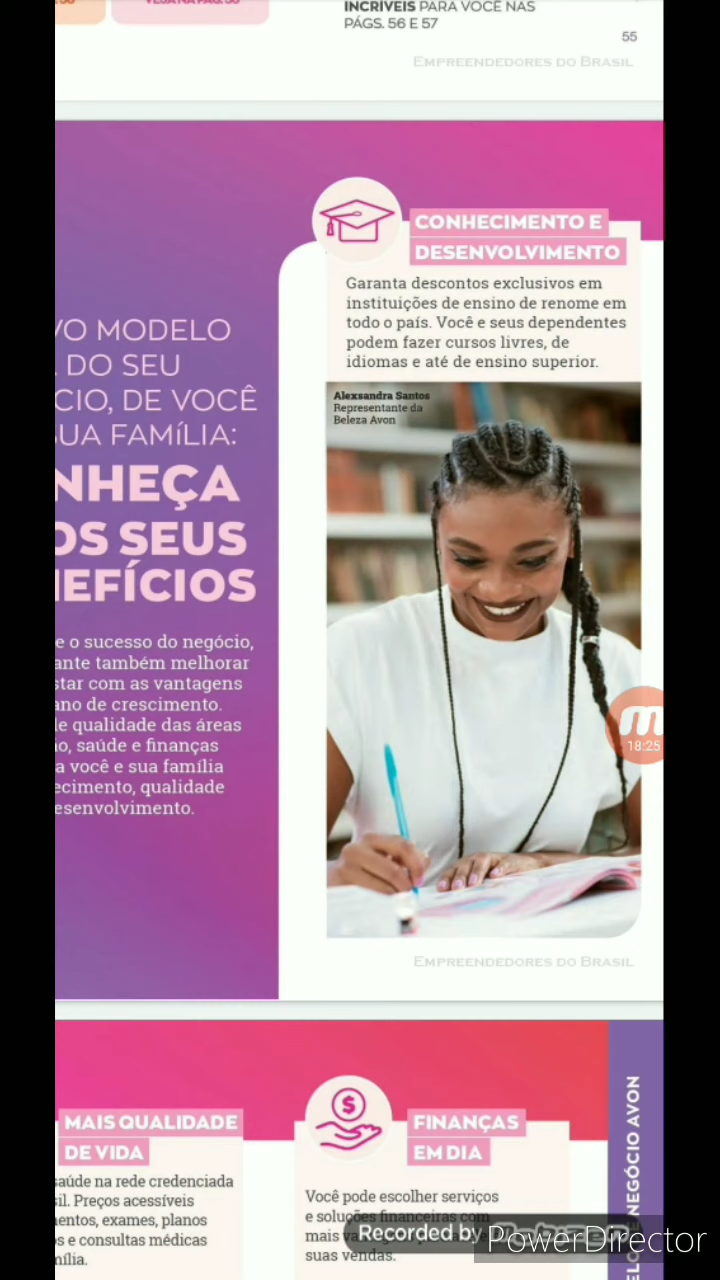 INCRÍVEIS PARA VOCÊ NAS
PÁGS. 56 E 57
55
EMPREENDEDORES DO BRASIL
VO MODELO
DO SEU
CIO, DE VOCÊ
SUA FAMÍLIA:
NHEÇA
OS SEUS
NEFÍCIOS
e o sucesso do negócio,
ante também melhorar
star com as vantagens
ano de crescimento.
de qualidade das áreas
o, saúde e finanças
a você e sua família
ecimento, qualidade
esenvolvimento.
CONHECIMENTO E
DESENVOLVIMENTO
Garanta descontos exclusivos em
instituições de ensino de renome em
todo o país. Você e seus dependentes
podem fazer cursos livres, de
idiomas e até de ensino superior.
Alexsandra Santos
Representante da
Beleza Avon
18:25
EMPREENDEDORES DO BRASIL
MAIS QUALIDADE
DE VIDA
saúde na rede credenciada
sil. Preços acessíveis
mentos, exames, planos
s e consultas médicas
mília.
$
FINANÇAS
EM DIA
Você pode escolher serviços
e soluções financeiras com
mais
suas vendas.
NEGÓCIO AVON
Recorded by
PowerDirector